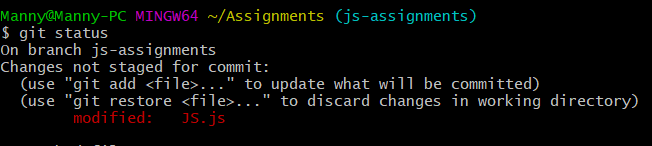 Manny@Manny-PC MINGW64 ~/Assignments (js-assignments)
$ git status
On branch js-assignments
Changes not staged for commit:
  (use "git add <file>..." to update what will be committed)
  (use "git restore <file>..." to discard changes in working directory)
        modified:   JS.js